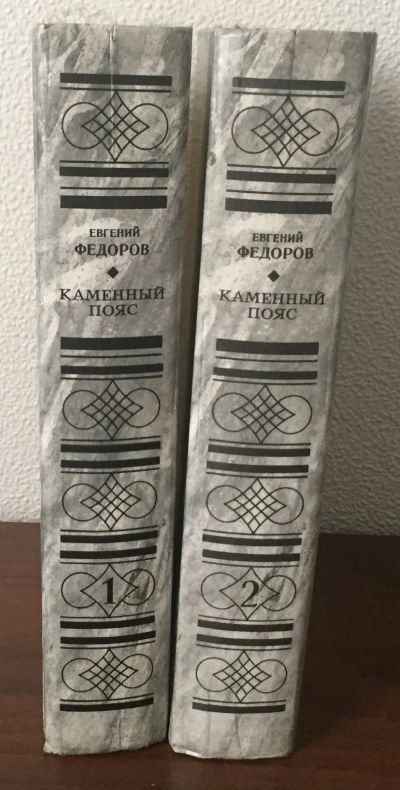 ЕВГЕНИЙ
ФЕДОРОВ
КАМЕННЫЙ
ПОЯС
1
ЕВГЕНИЙ
ФЕДОРОВ
КАМЕННЫЙ
ПОЯС
2